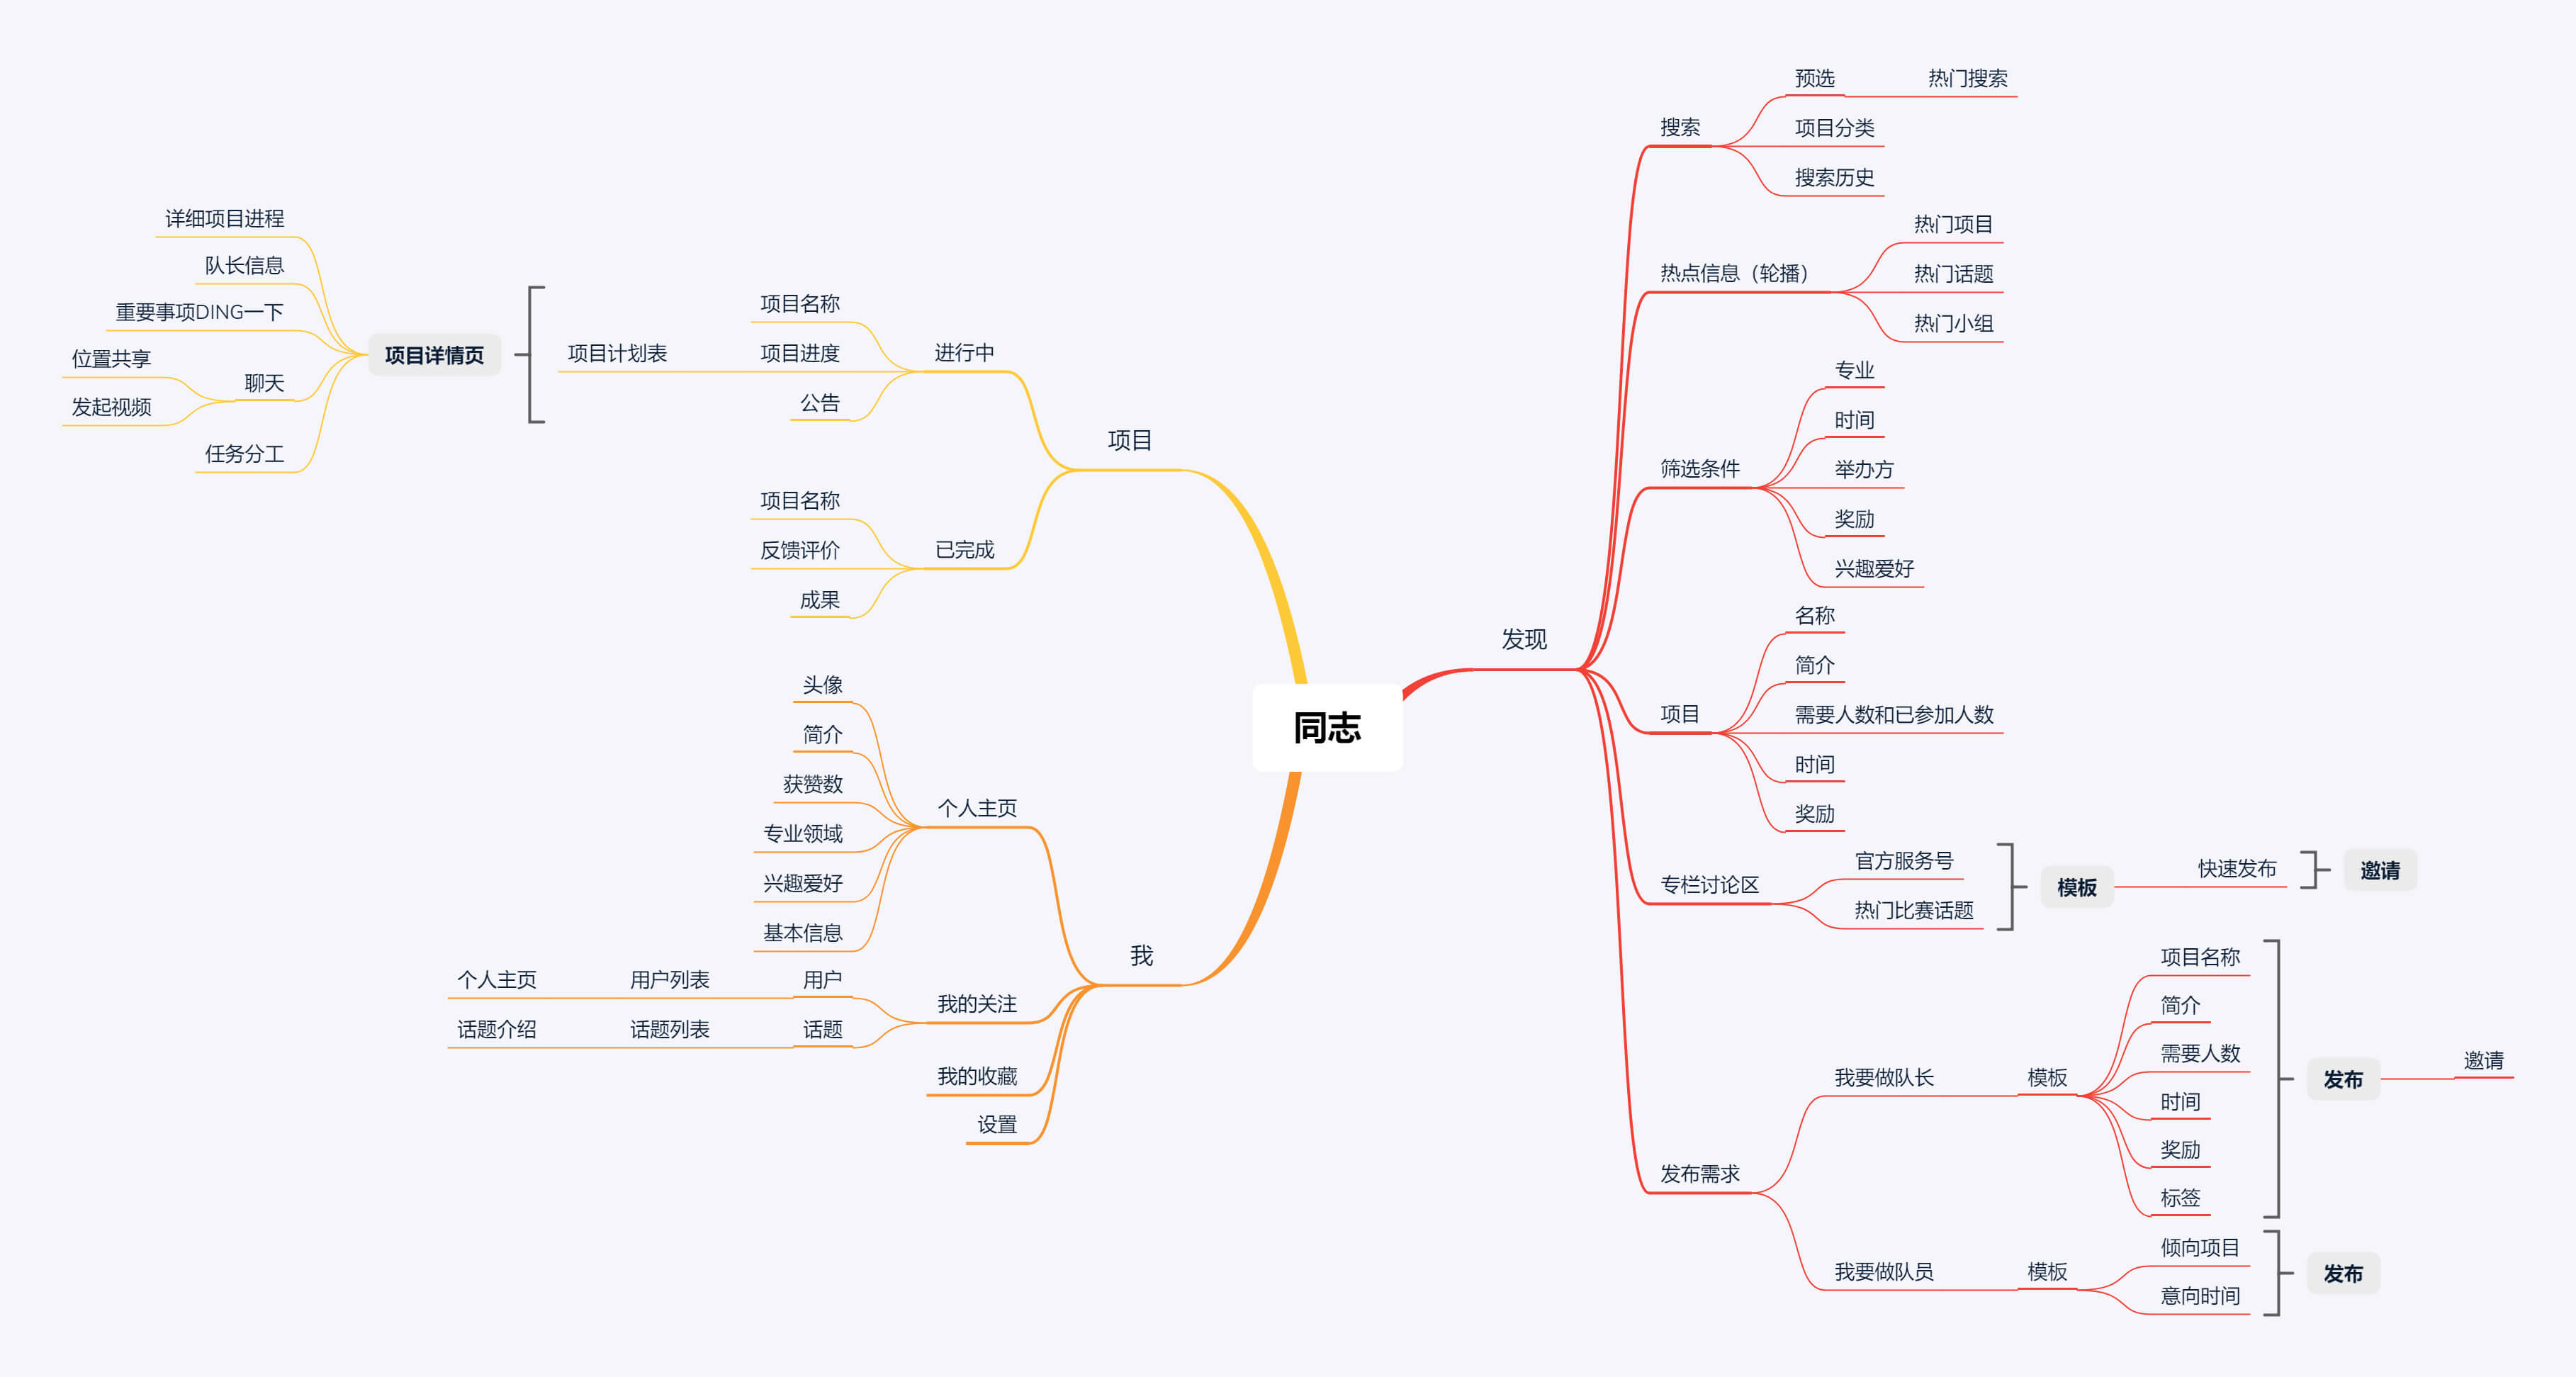 同志
发现
搜索
预选
热门搜索
项目分类
搜索历史
热点信息（轮播）
热门项目
热门话题
热门小组
筛选条件
专业
时间
举办方
奖励
兴趣爱好
项目
名称
简介
需要人数和已参加人数
时间
奖励
专栏讨论区
官方服务号
热门比赛话题
模板
快速发布
邀请
发布需求
我要做队长
模板
项目名称
简介
需要人数
时间
奖励
标签
发布
邀请
我要做队员
模板
倾向项目
意向时间
发布
项目
进行中
项目名称
项目进度
项目计划表
公告
项目详情页
详细项目进程
队长信息
重要事项DING一下
聊天
位置共享
发起视频
任务分工
已完成
项目名称
反馈评价
成果
我
个人主页
头像
简介
获赞数
专业领域
兴趣爱好
基本信息
我的关注
用户
用户列表
个人主页
话题
话题列表
话题介绍
我的收藏
设置